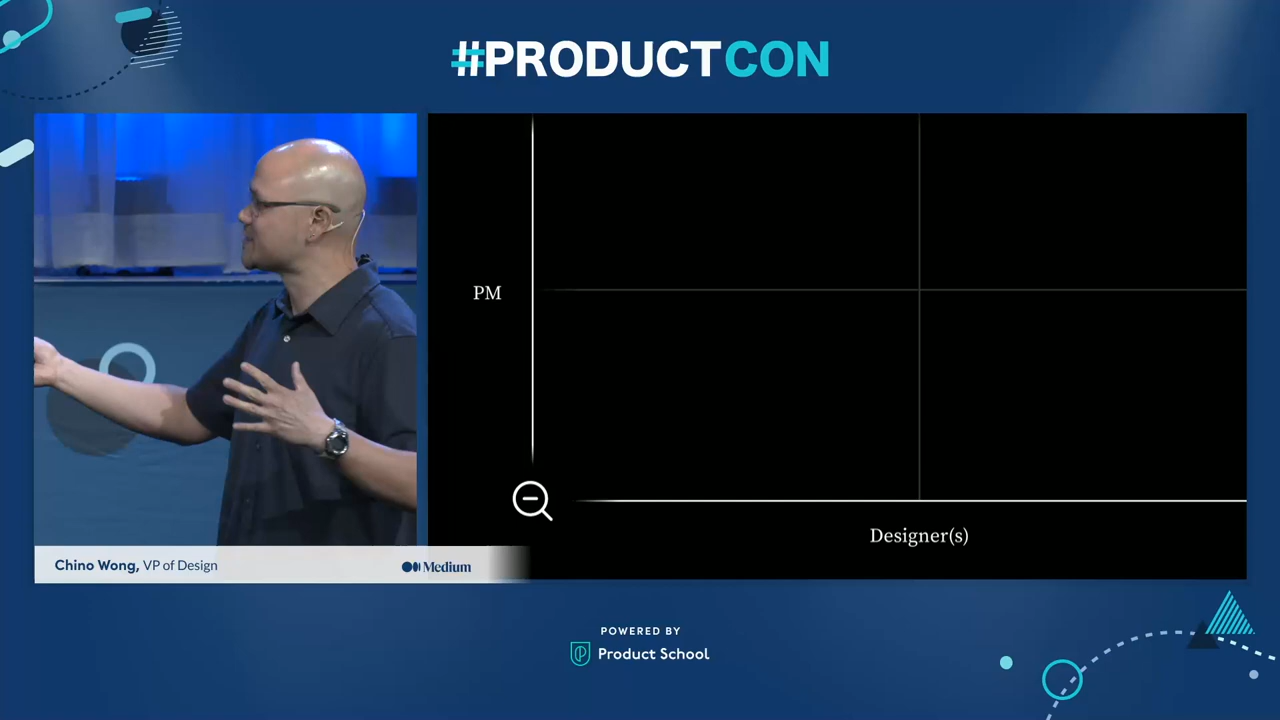 #PRODUCTCON
PM
Designer(s)
Chino Wong, VP of Design
Medium
POWERED BY
Product School